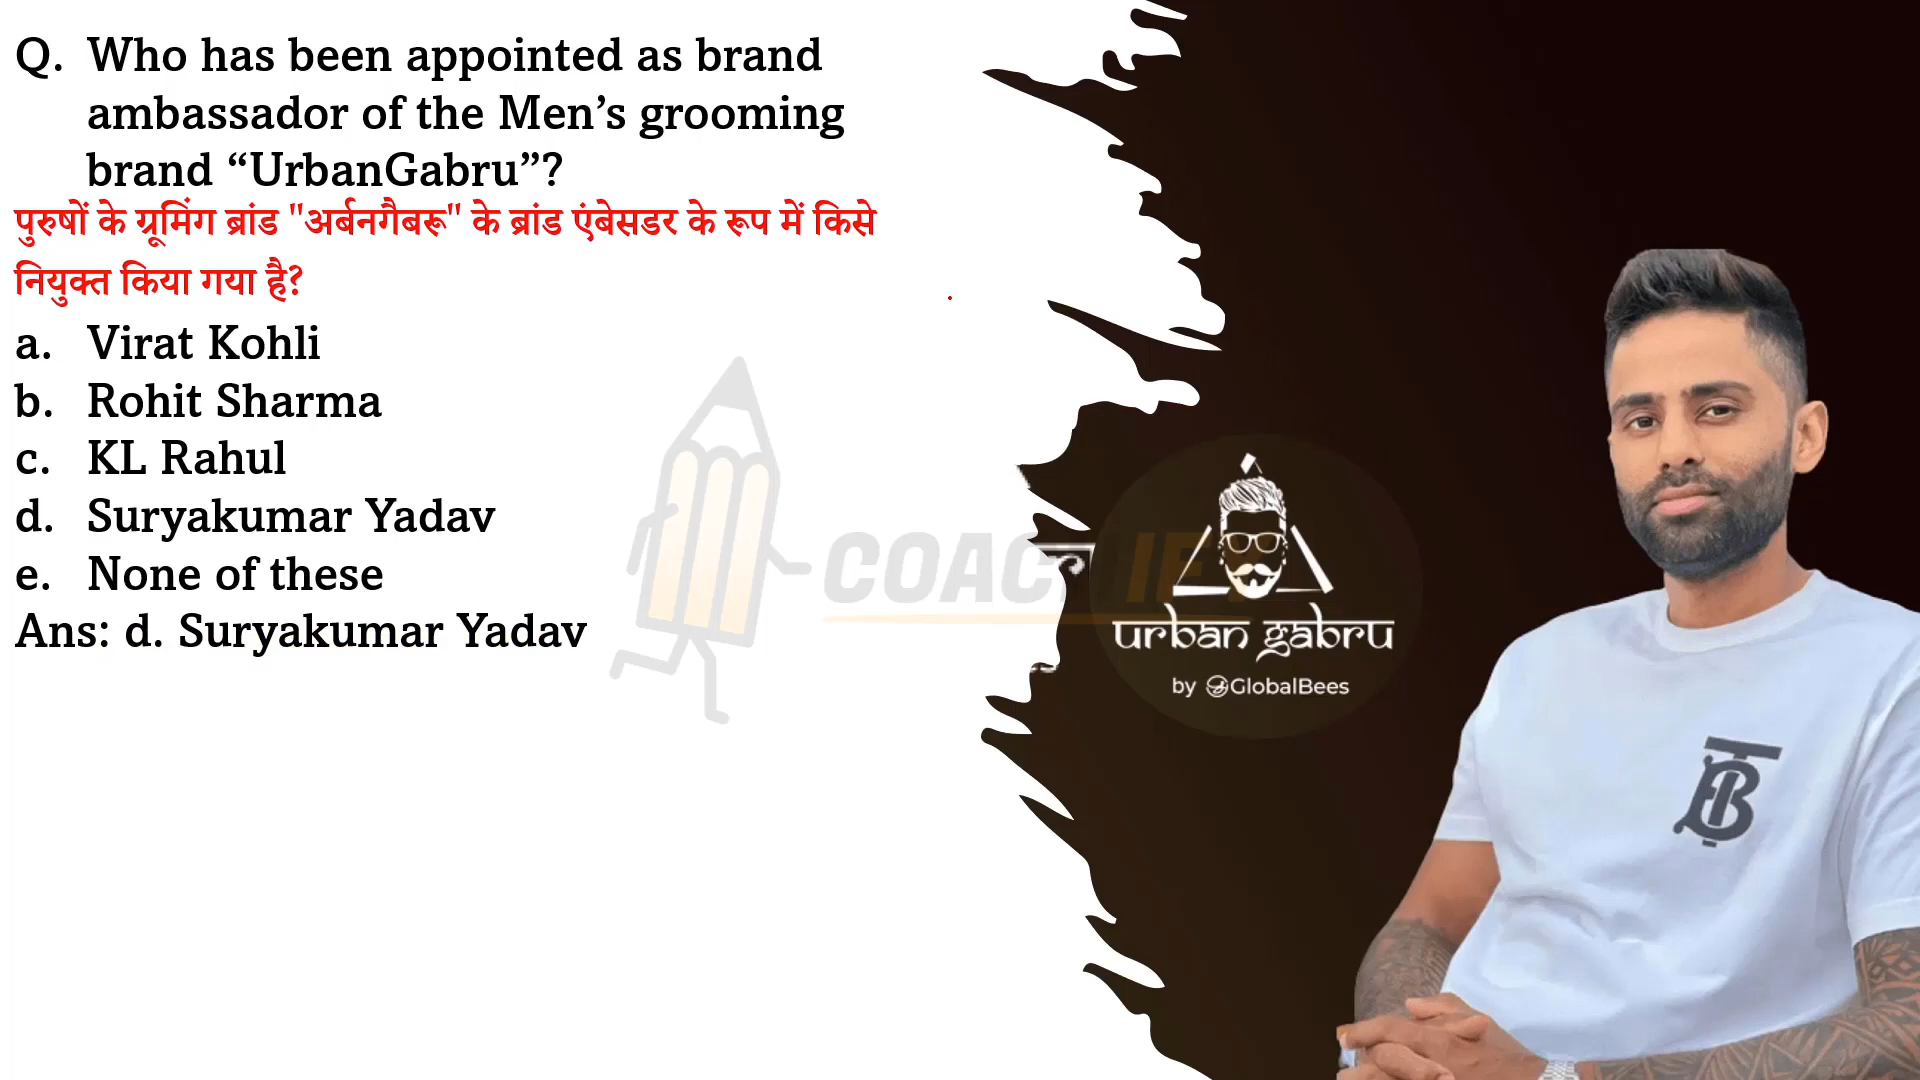 Q. Who has been appointed as brand
ambassador of the Men’s grooming
brand “UrbanGabru”?
पुरुषों के ग्रूमिंग ब्रांड "अर्बनगैबरू" के ब्रांड एंबेसडर के रूप में किसे
नियुक्त किया गया है?
a. Virat Kohli
b. Rohit Sharma
c. KL Rahul
d. Suryakumar Yadav
e. None of these
Ans: d. Suryakumar Yadav
urban gabru
by GlobalBees